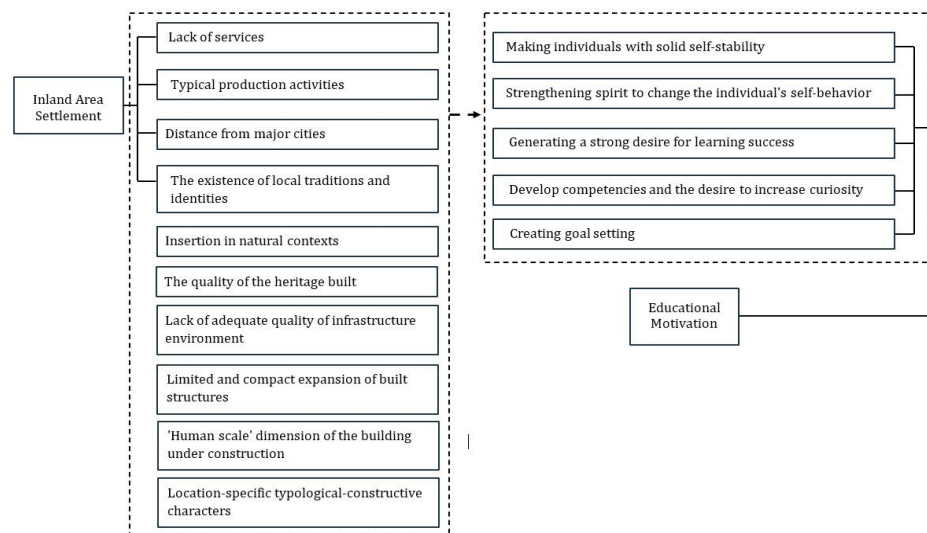 Inland Area
Settlement
Lack of services
Typical production activities
Distance from major cities
The existence of local traditions and
identities
Insertion in natural contexts
The quality of the heritage built
Lack of adequate quality of infrastructure
environment
Limited and compact expansion of built
structures
'Human scale' dimension of the building
under construction
Location-specific typological-constructive
characters
Making individuals with solid self-stability
Strengthening spirit to change the individual's self-behavior
Generating a strong desire for learning success
Develop competencies and the desire to increase curiosity
Creating goal setting
Educational
Motivation